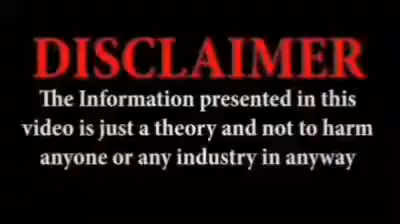 DISCLAIMER
The Information presented in this
video is just a theory and not to harm
anyone or any industry in anyway